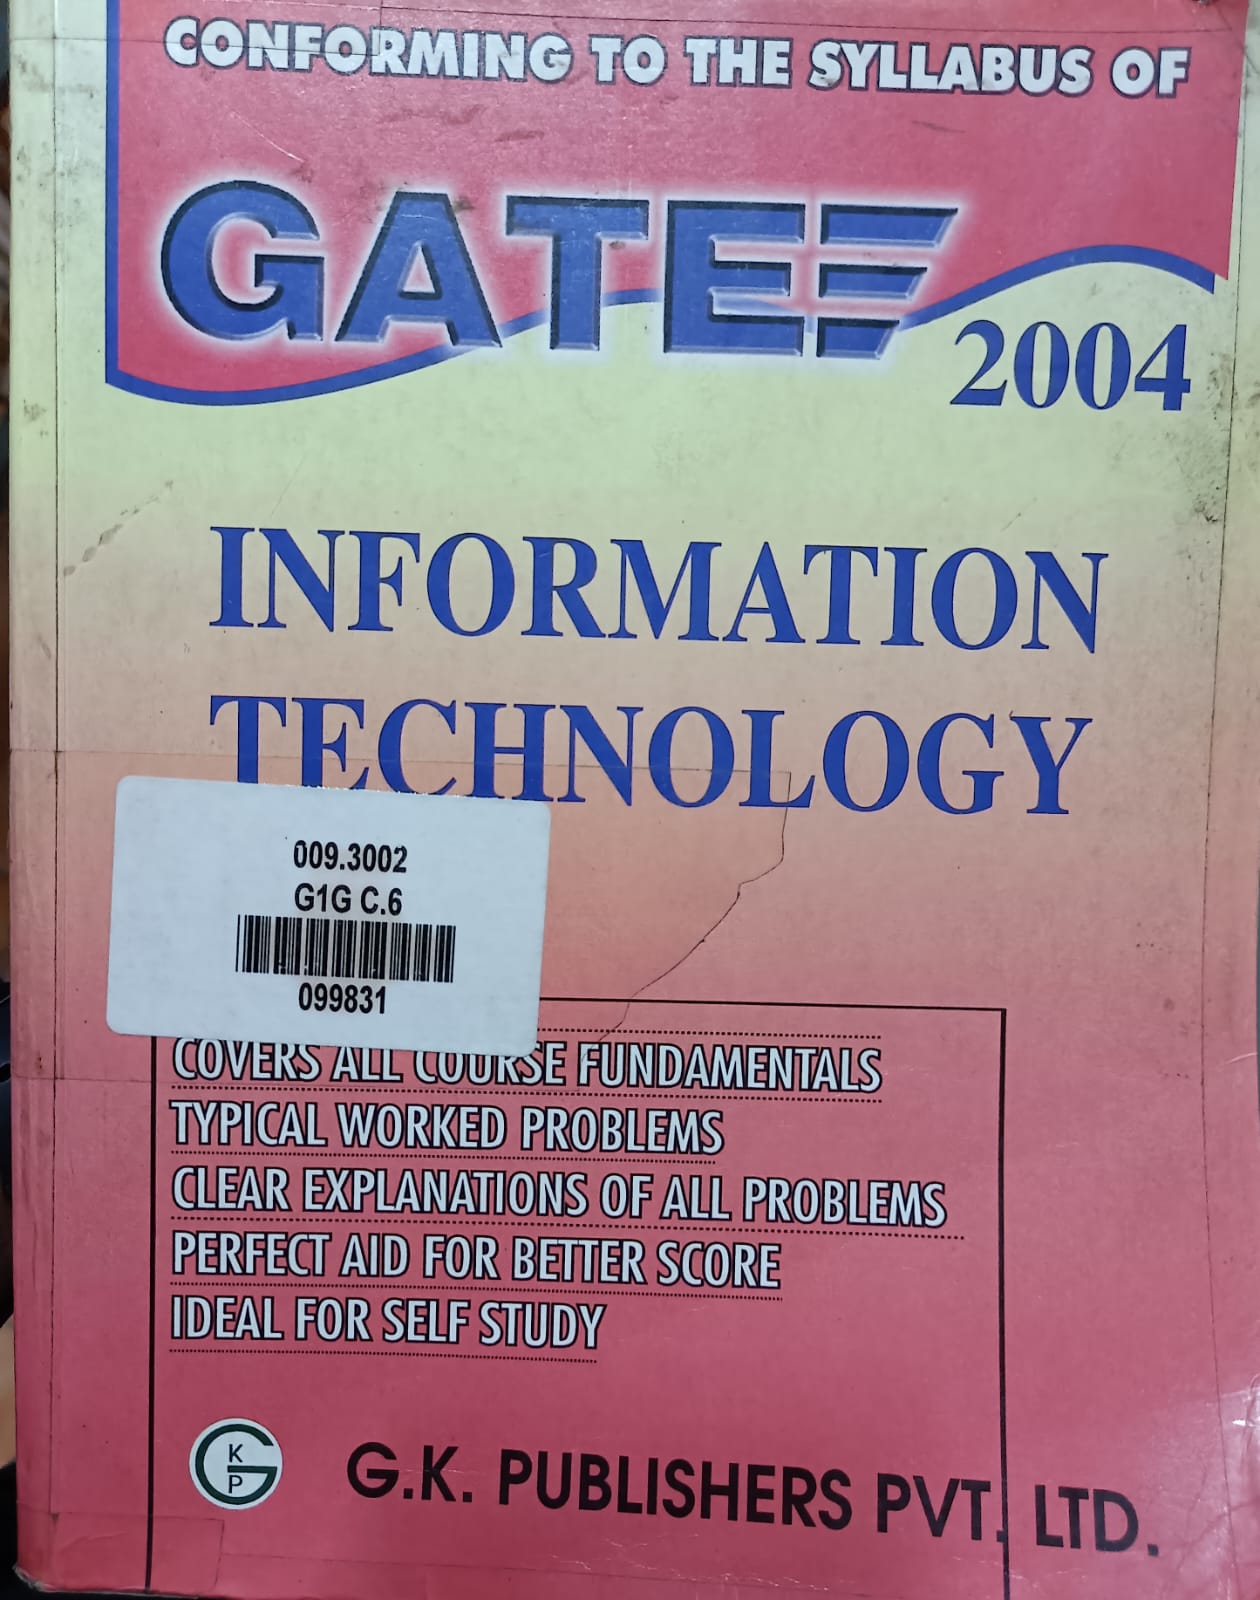 CONFORMING TO THE SYLLABUS OF
GATE
2004
INFORMATION
TECHNOLOGY
009.3002
G1G C.6
099831
COVERS ALL COURSE FUNDAMENTALS
TYPICAL WORKED PROBLEMS
CLEAR EXPLANATIONS OF ALL PROBLEMS
PERFECT AID FOR BETTER SCORE
IDEAL FOR SELF STUDY
GKP
G.K. PUBLISHERS PVT. LTD.